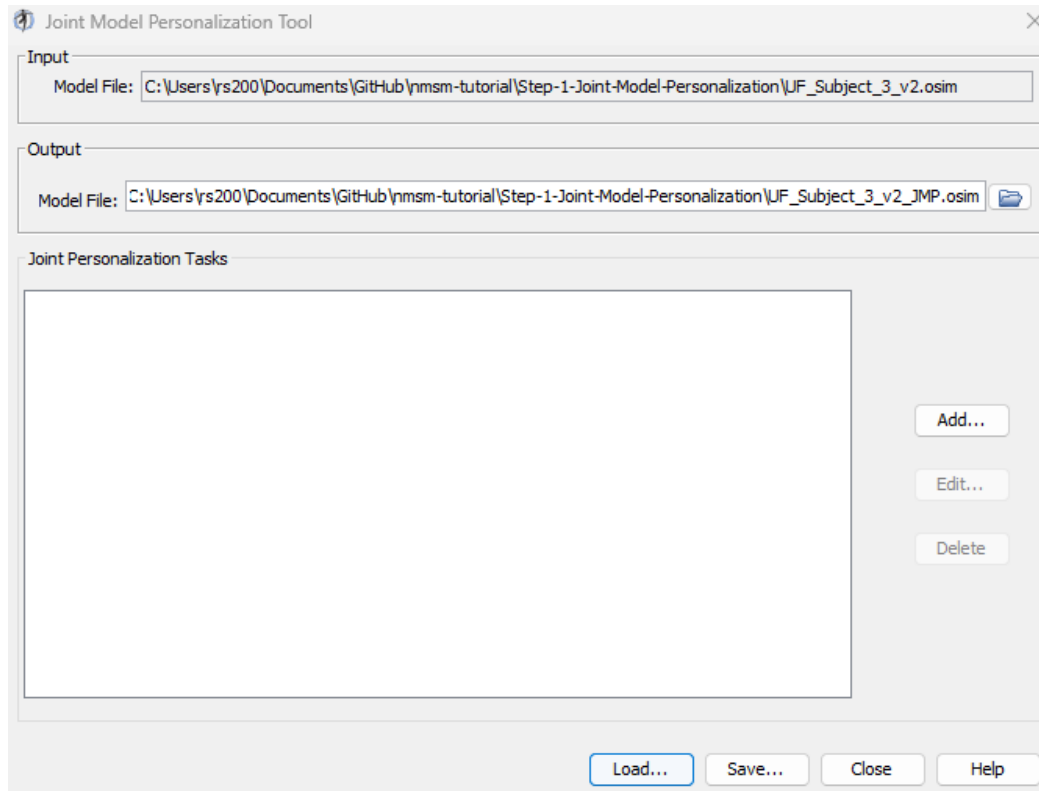 Joint Model Personalization Tool
Input
Model File: C:\Users\rs200\Documents\GitHub\nmsm-tutorial\Step-1-Joint-Model-Personalization\UF_Subject_3_v2.osim
Output
Model File: C:\Users\rs200\Documents\GitHub\nmsm-tutorial\Step-1-Joint-Model-Personalization\UF_Subject_3_v2_JMP.osim
Joint Personalization Tasks
Add...
Edit...
Delete
Load... Save... Close Help